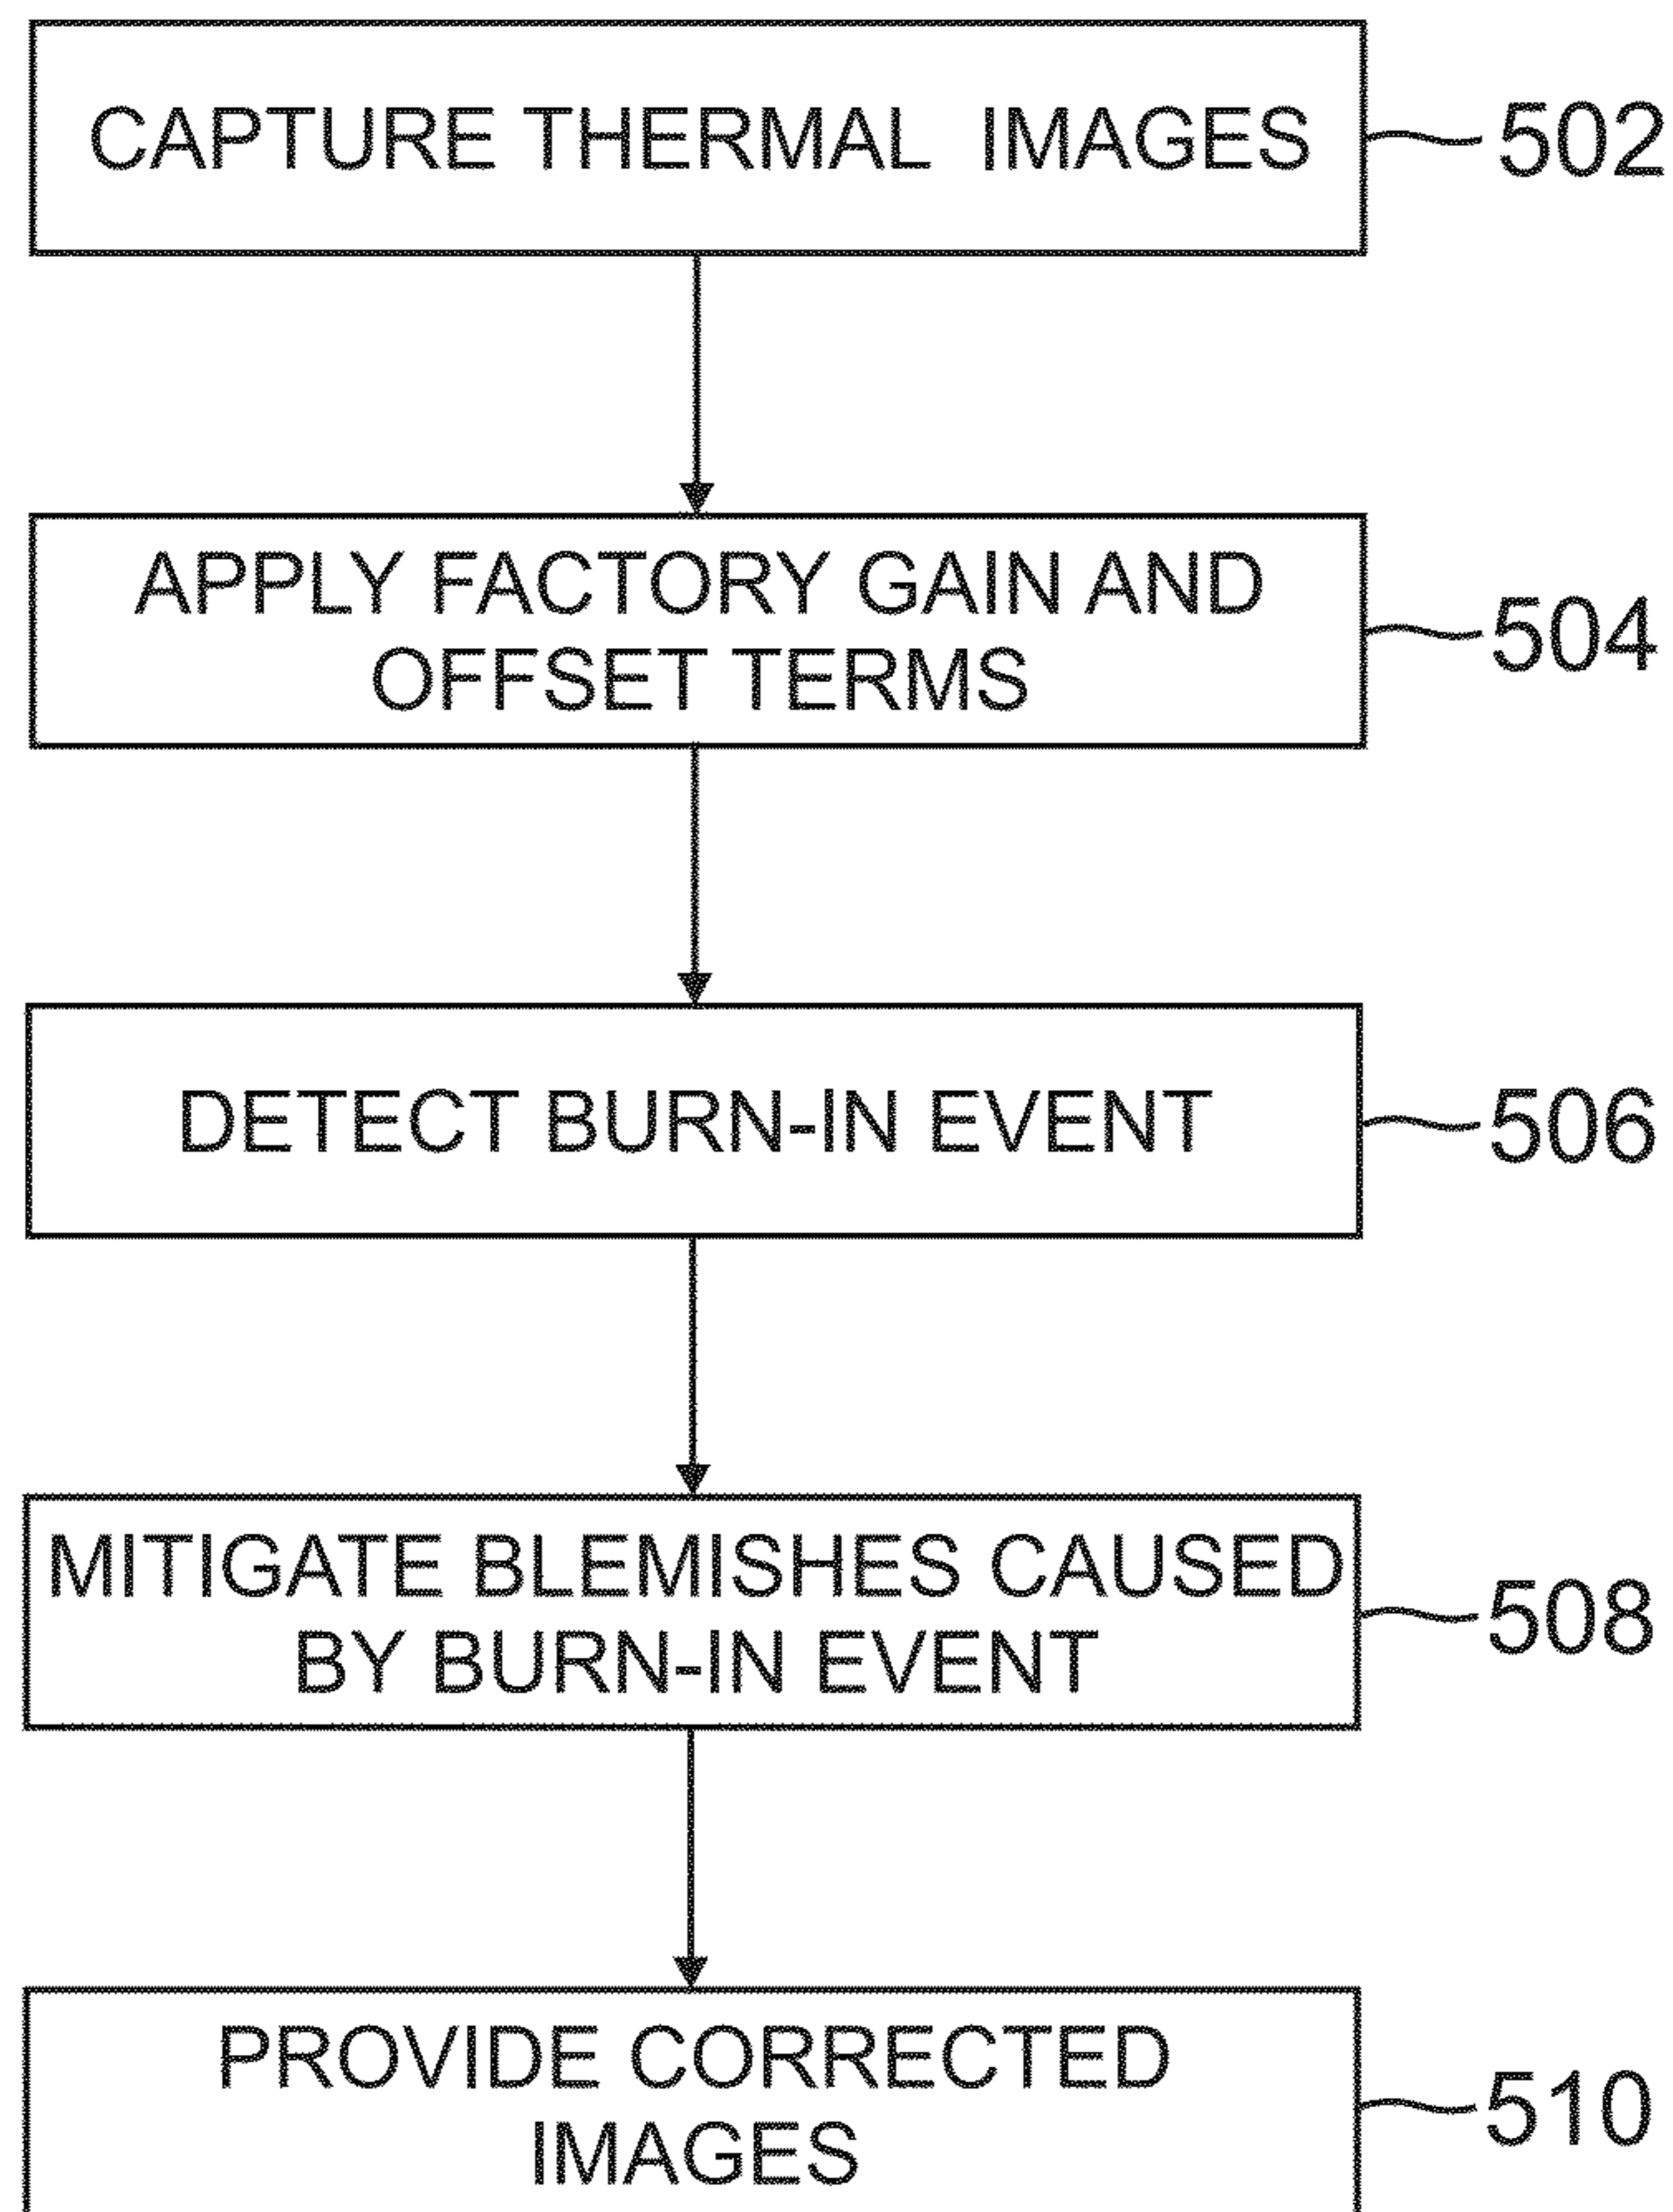 CAPTURE THERMAL IMAGES
502
APPLY FACTORY GAIN AND
OFFSET TERMS
504
DETECT BURN-IN EVENT
506
MITIGATE BLEMISHES CAUSED
BY BURN-IN EVENT
508
PROVIDE CORRECTED
IMAGES
510